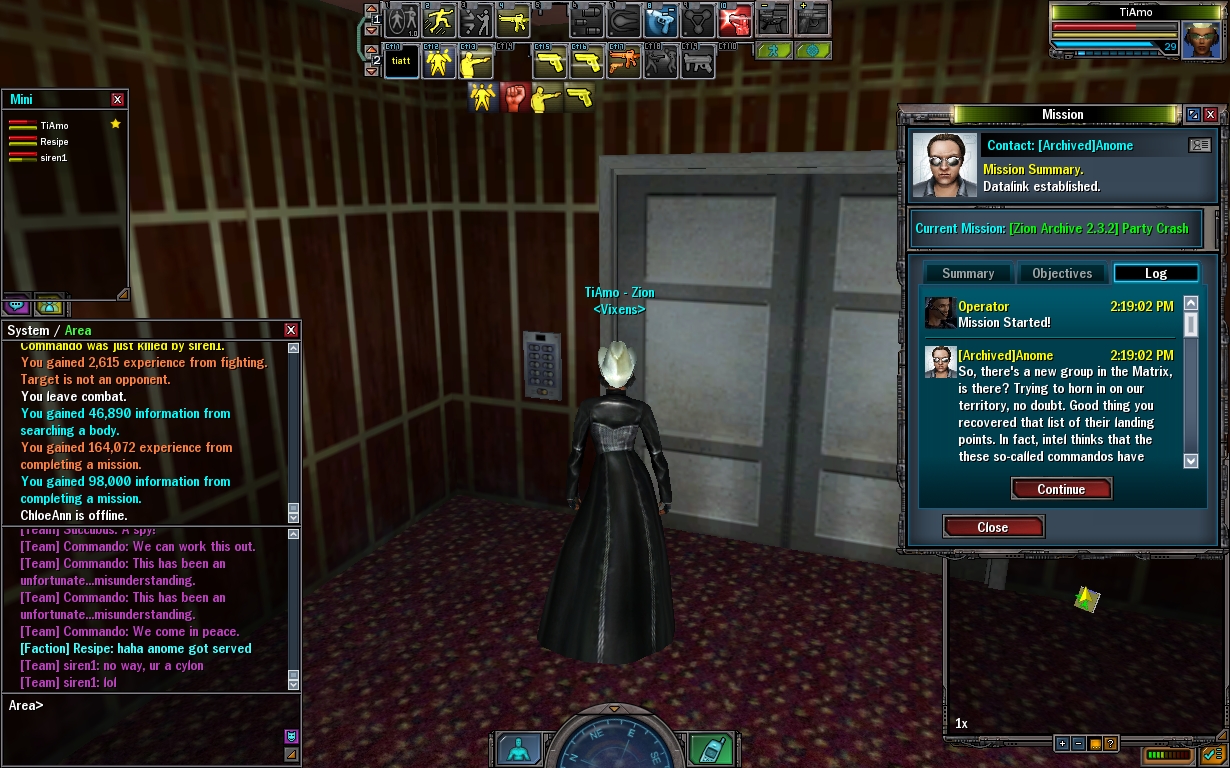 TiAmo
29
1
2
Ctrl1
tiatt
Mini
TiAmo
Resipe
siren1
Mission
Contact: [Archived]Anome
Mission Summary.
Datalink established.
Current Mission: [Zion Archive 2.3.2] Party Crash
Summary
Objectives
Log
Operator
2:19:02 PM
Mission Started!
[Archived]Anome
2:19:02 PM
So, there's a new group in the Matrix,
is there? Trying to horn in on our
territory, no doubt. Good thing you
recovered that list of their landing
points. In fact, intel thinks that the
these so-called commandos have
Continue
Close
TiAmo - Zion
<Vixens>
System / Area
Commando was just killed by siren1.
You gained 2,615 experience from fighting.
Target is not an opponent.
You leave combat.
You gained 46,890 information from
searching a body.
You gained 164,072 experience from
completing a mission.
You gained 98,000 information from
completing a mission.
ChloeAnn is offline.
[Team] Succubus: A spy!
[Team] Commando: We can work this out.
[Team] Commando: This has been an
unfortunate...misunderstanding.
[Team] Commando: This has been an
unfortunate...misunderstanding.
[Team] Commando: We come in peace.
[Faction] Resipe: haha anome got served
[Team] siren1: no way, ur a cylon
[Team] siren1: lol
Area>
N
NE
E
SE
1x